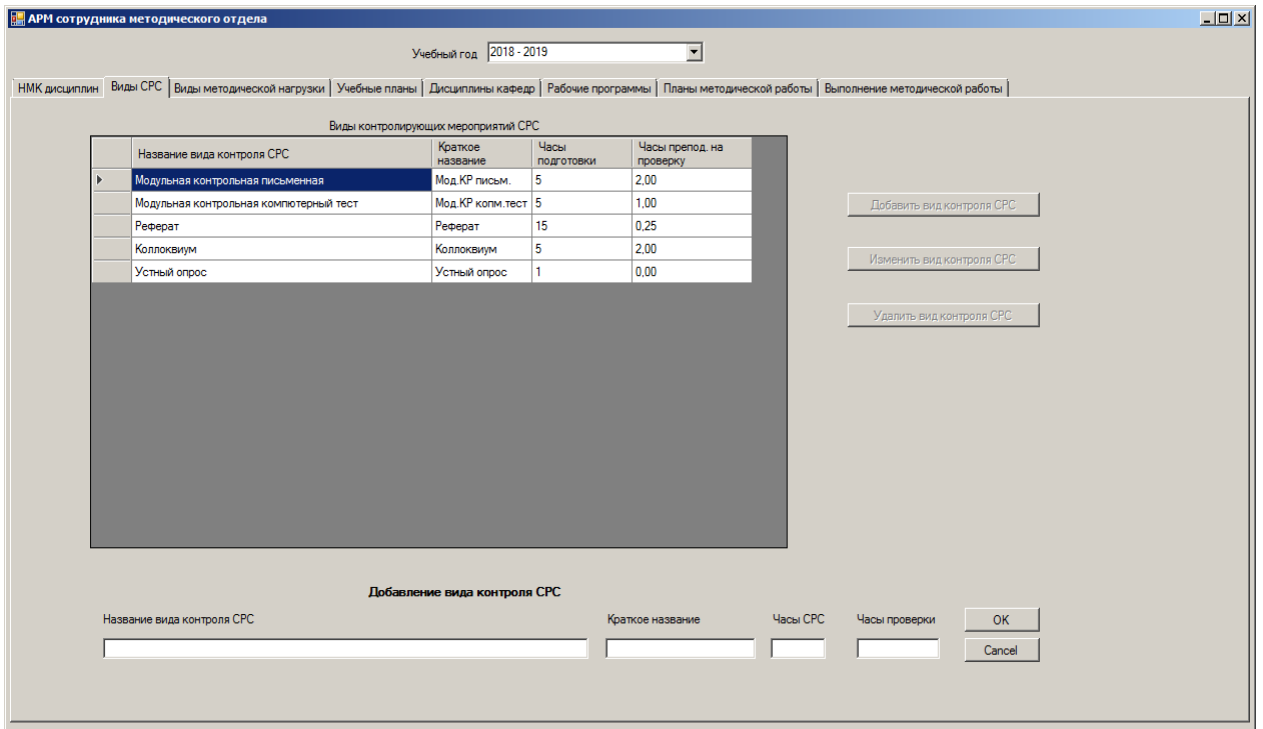 АРМ сотрудника методического отдела
Учебный год 2018 - 2019
НМК дисциплин Виды СРС Виды методической нагрузки Учебные планы Дисциплины кафедр Рабочие программы Планы методической работы Выполнение методической работы
Виды контролирующих мероприятий СРС
Название вида контроля СРС Краткое название Часы подготовки Часы препод. на проверку
Модульная контрольная письменная Мод.КР письм. 5 2,00
Модульная контрольная компютерный тест Мод.КР копм.тест 5 1,00
Реферат Реферат 15 0,25
Коллоквиум Коллоквиум 5 2,00
Устный опрос Устный опрос 1 0,00
Добавить вид контроля СРС
Изменить вид контроля СРС
Удалить вид контроля СРС
Добавление вида контроля СРС
Название вида контроля СРС Краткое название Часы СРС Часы проверки OK
Cancel